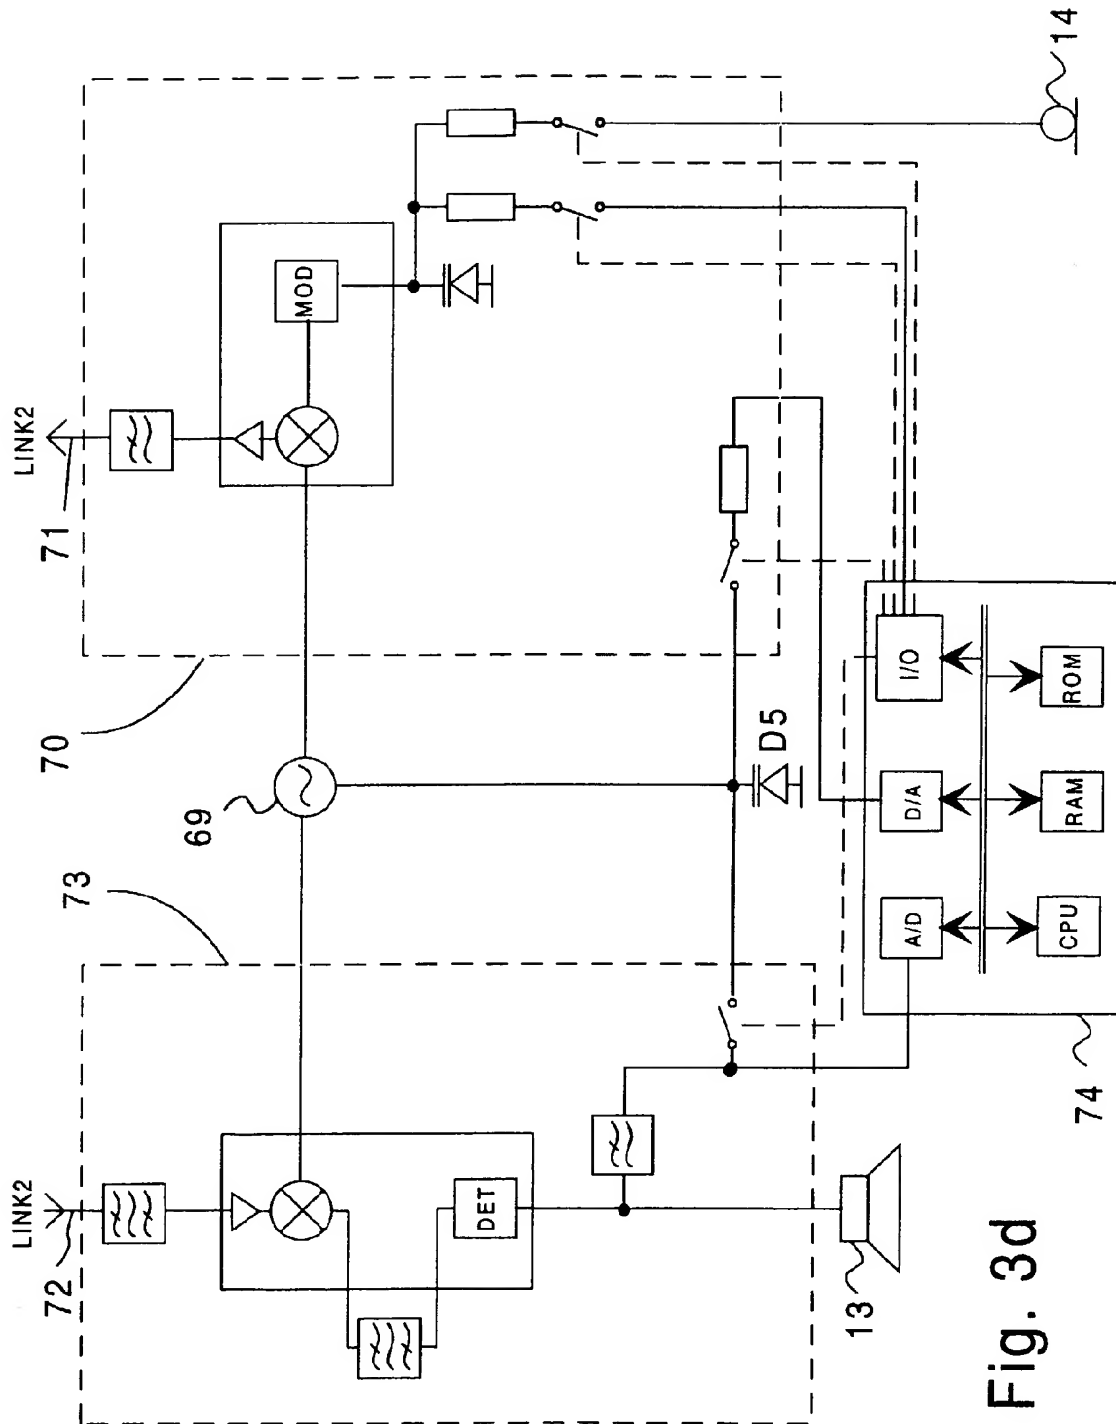 LINK2
72
73
69
70
71
LINK2
DET
MOD
13
14
D5
74
A/D
D/A
I/O
CPU
RAM
ROM
Fig. 3d